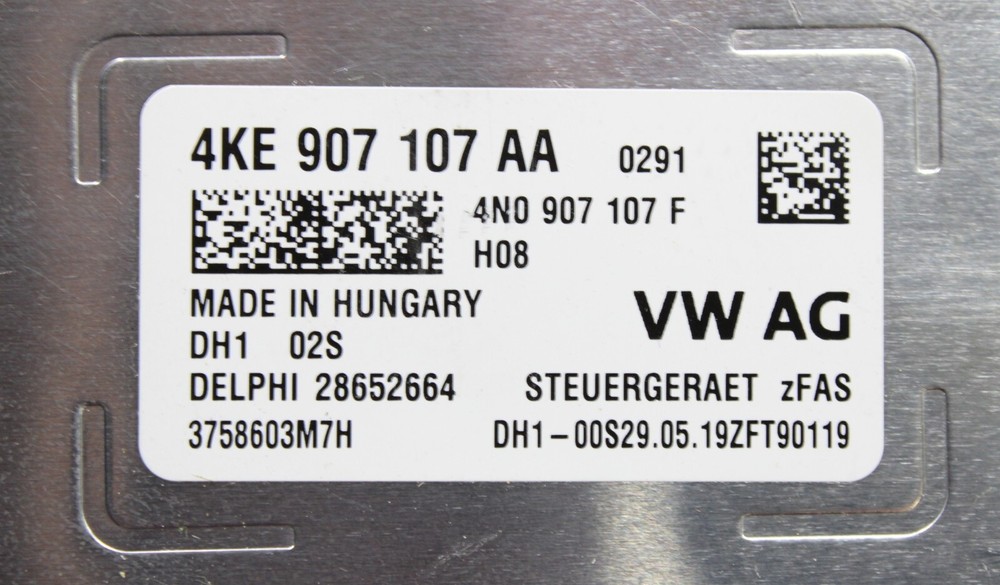 4KE 907 107 AA 0291
4N0 907 107 F
H08
MADE IN HUNGARY
VW AG
DH1 02S
DELPHI 28652664 STEUERGERAET zFAS
3758603M7H DH1-00S29.05.19ZFT90119